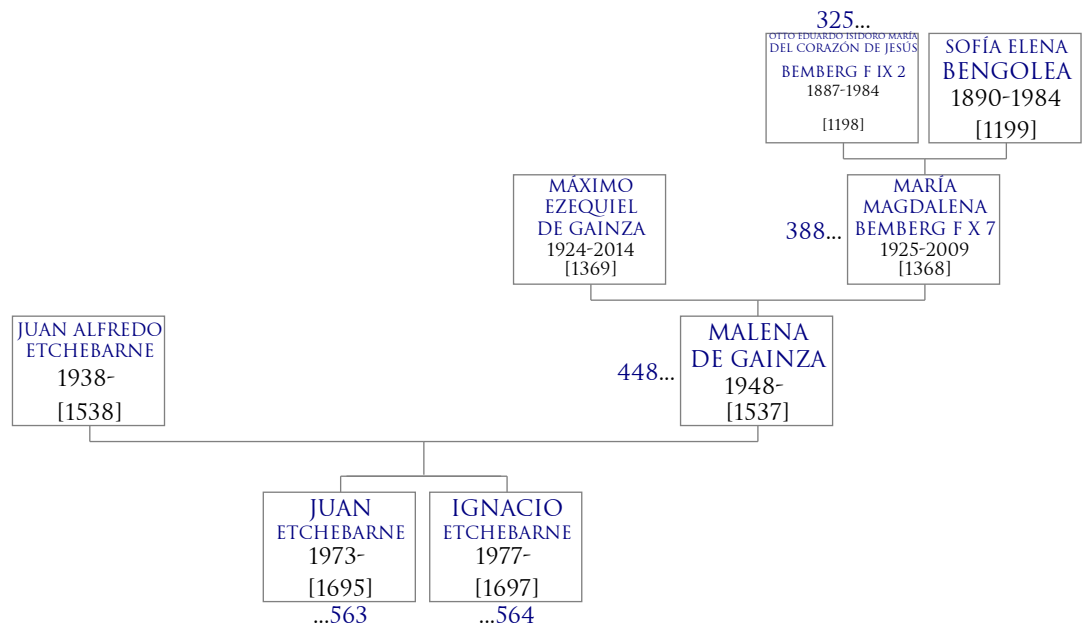 325...
OTTO EDUARDO ISIDORO MARÍA
DEL CORAZÓN DE JESÚS
BEMBERG F IX 2
1887-1984
[1198]
SOFÍA ELENA
BENGOLEA
1890-1984
[1199]
MÁXIMO
EZEQUIEL
DE GAINZA
1924-2014
[1369]
388...
MARÍA
MAGDALENA
BEMBERG F X 7
1925-2009
[1368]
JUAN ALFREDO
ETCHEBARNE
1938-
[1538]
448...
MALENA
DE GAINZA
1948-
[1537]
JUAN
ETCHEBARNE
1973-
[1695]
...563
IGNACIO
ETCHEBARNE
1977-
[1697]
...564